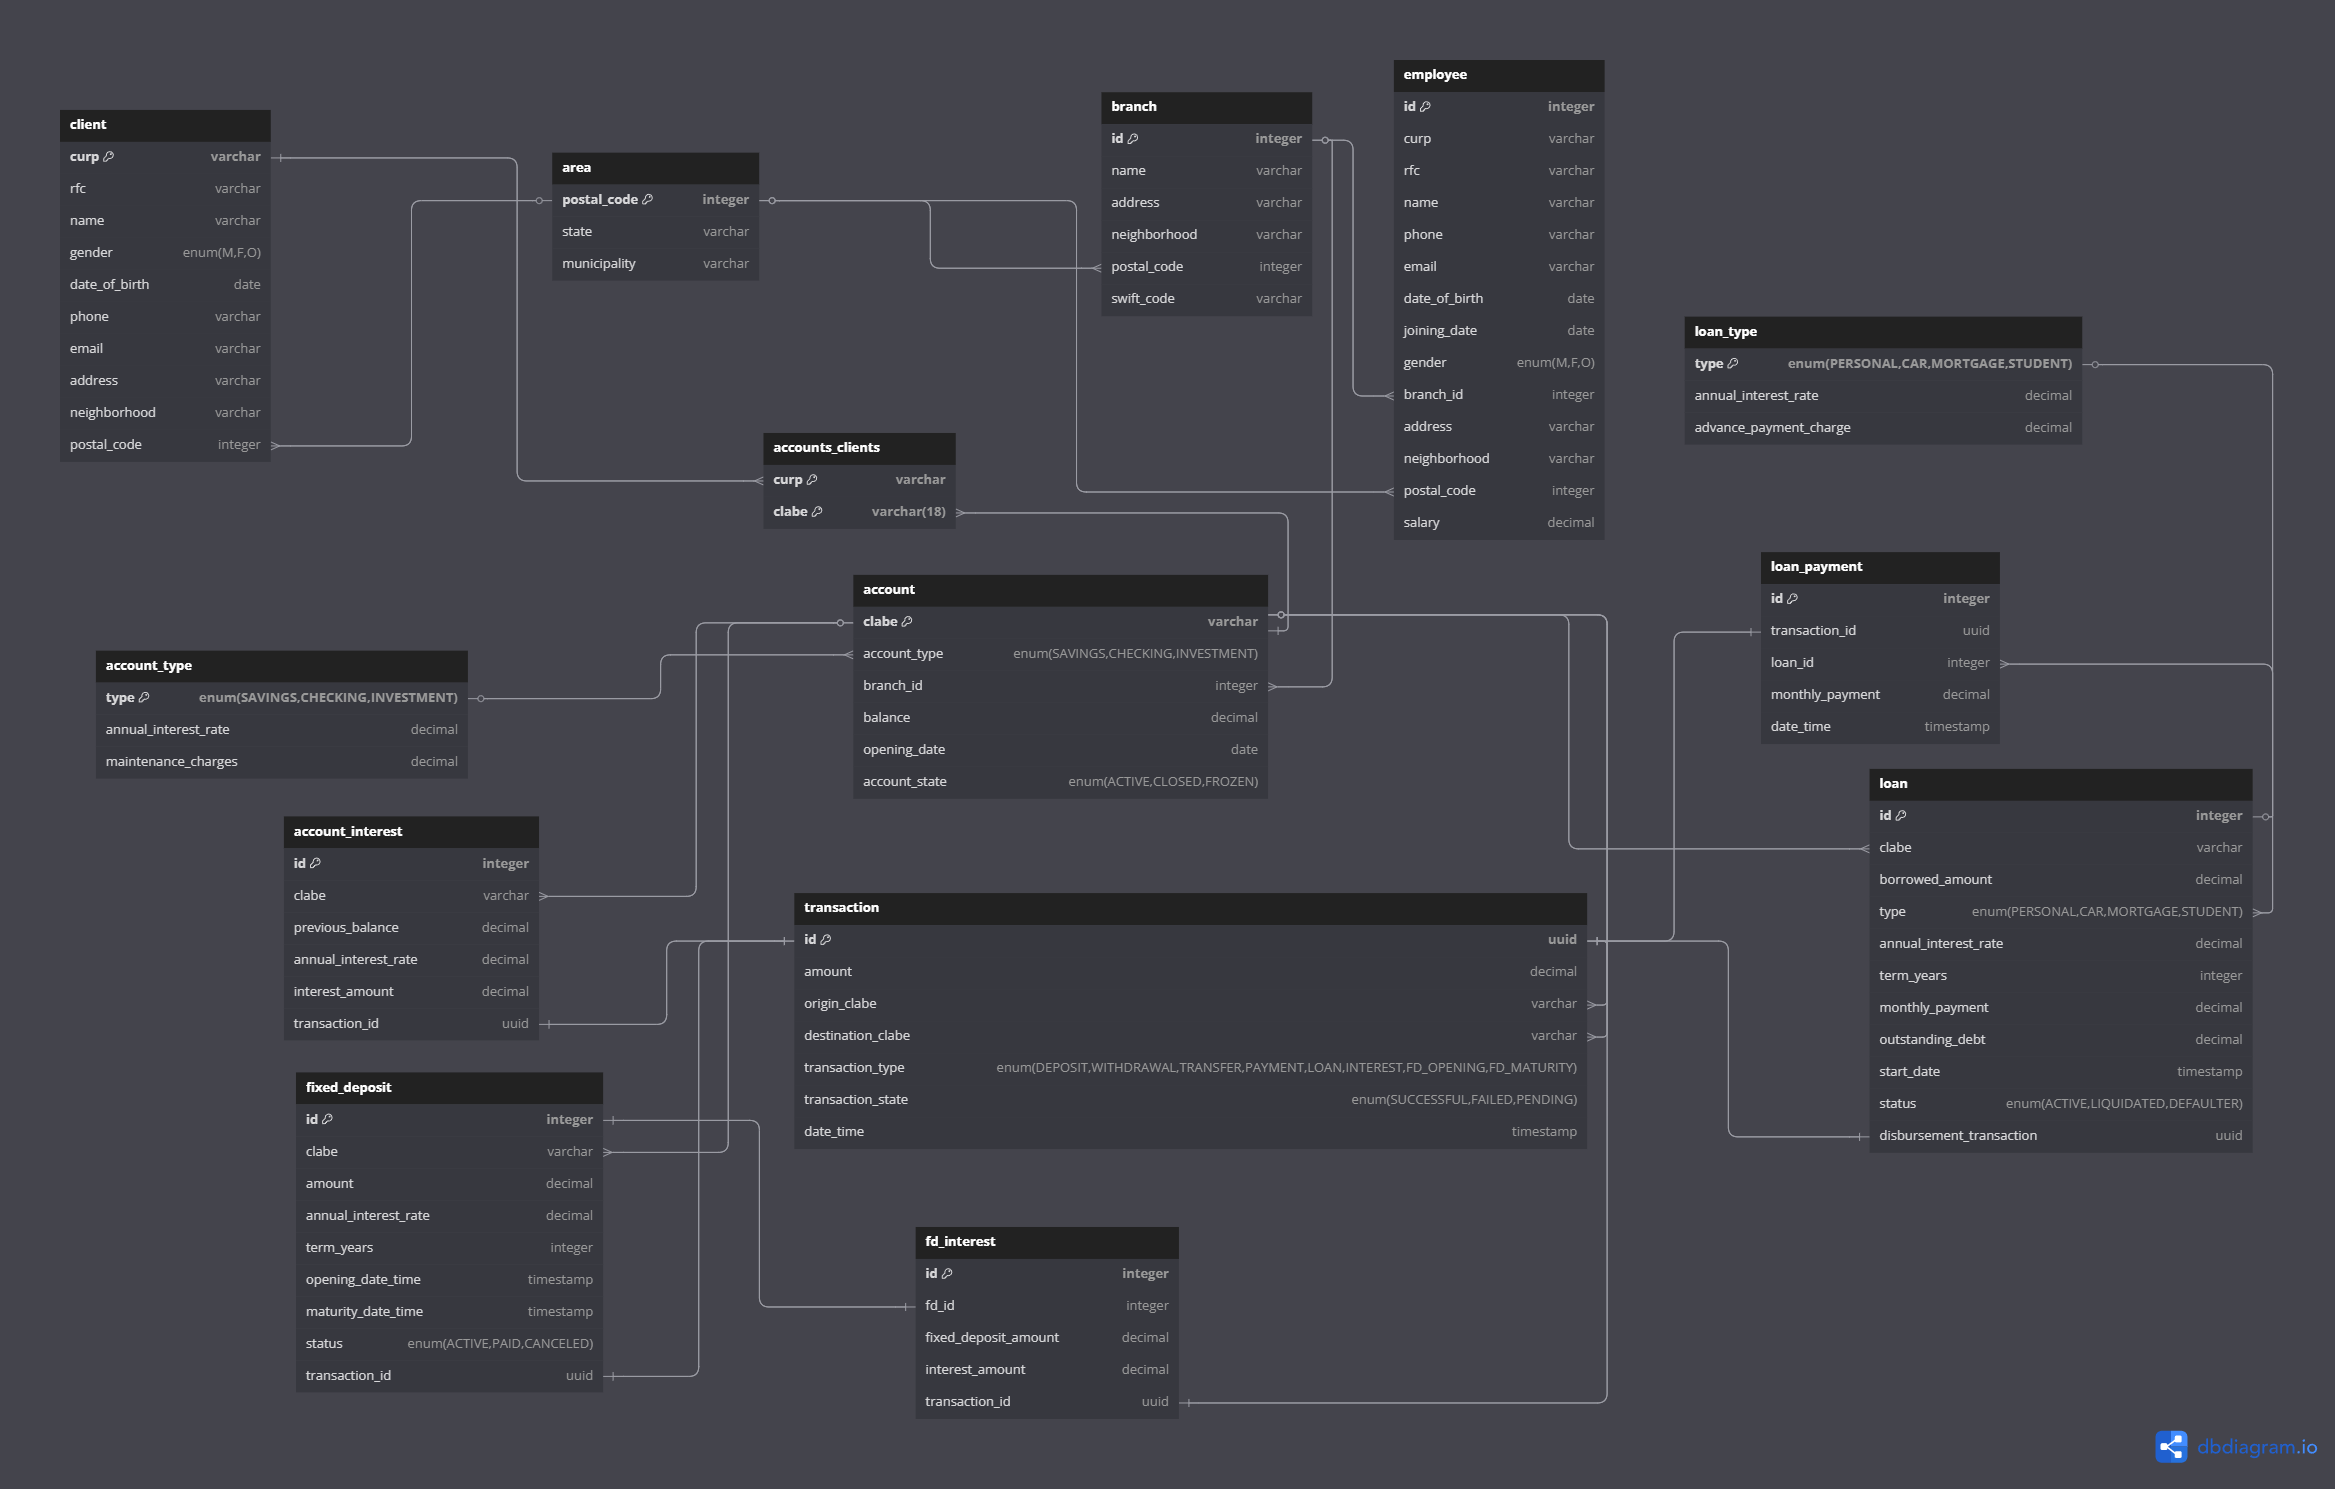 client
curp varchar
rfc varchar
name varchar
gender enum(M,F,O)
date_of_birth date
phone varchar
email varchar
address varchar
neighborhood varchar
postal_code integer
area
postal_code integer
state varchar
municipality varchar
branch
id integer
name varchar
address varchar
neighborhood varchar
postal_code integer
swift_code varchar
employee
id integer
curp varchar
rfc varchar
name varchar
phone varchar
email varchar
date_of_birth date
joining_date date
gender enum(M,F,O)
branch_id integer
address varchar
neighborhood varchar
postal_code integer
salary decimal
loan_type
type enum(PERSONAL,CAR,MORTGAGE,STUDENT)
annual_interest_rate decimal
advance_payment_charge decimal
accounts_clients
curp varchar
clabe varchar(18)
account
clabe varchar
account_type enum(SAVINGS,CHECKING,INVESTMENT)
branch_id integer
balance decimal
opening_date date
account_state enum(ACTIVE,CLOSED,FROZEN)
loan_payment
id integer
transaction_id uuid
loan_id integer
monthly_payment decimal
date_time timestamp
account_type
type enum(SAVINGS,CHECKING,INVESTMENT)
annual_interest_rate decimal
maintenance_charges decimal
loan
id integer
clabe varchar
borrowed_amount decimal
type enum(PERSONAL,CAR,MORTGAGE,STUDENT)
annual_interest_rate decimal
term_years integer
monthly_payment decimal
outstanding_debt decimal
start_date timestamp
status enum(ACTIVE,LIQUIDATED,DEFAULTER)
disbursement_transaction uuid
account_interest
id integer
clabe varchar
previous_balance decimal
annual_interest_rate decimal
interest_amount decimal
transaction_id uuid
transaction
id uuid
amount decimal
origin_clabe varchar
destination_clabe varchar
transaction_type enum(DEPOSIT,WITHDRAWAL,TRANSFER,PAYMENT,LOAN,INTEREST,FD_OPENING,FD_MATURITY)
transaction_state enum(SUCCESSFUL,FAILED,PENDING)
date_time timestamp
fixed_deposit
id integer
clabe varchar
amount decimal
annual_interest_rate decimal
term_years integer
opening_date_time timestamp
maturity_date_time timestamp
status enum(ACTIVE,PAID,CANCELED)
transaction_id uuid
fd_interest
id integer
fd_id integer
fixed_deposit_amount decimal
interest_amount decimal
transaction_id uuid
dbdiagram.io